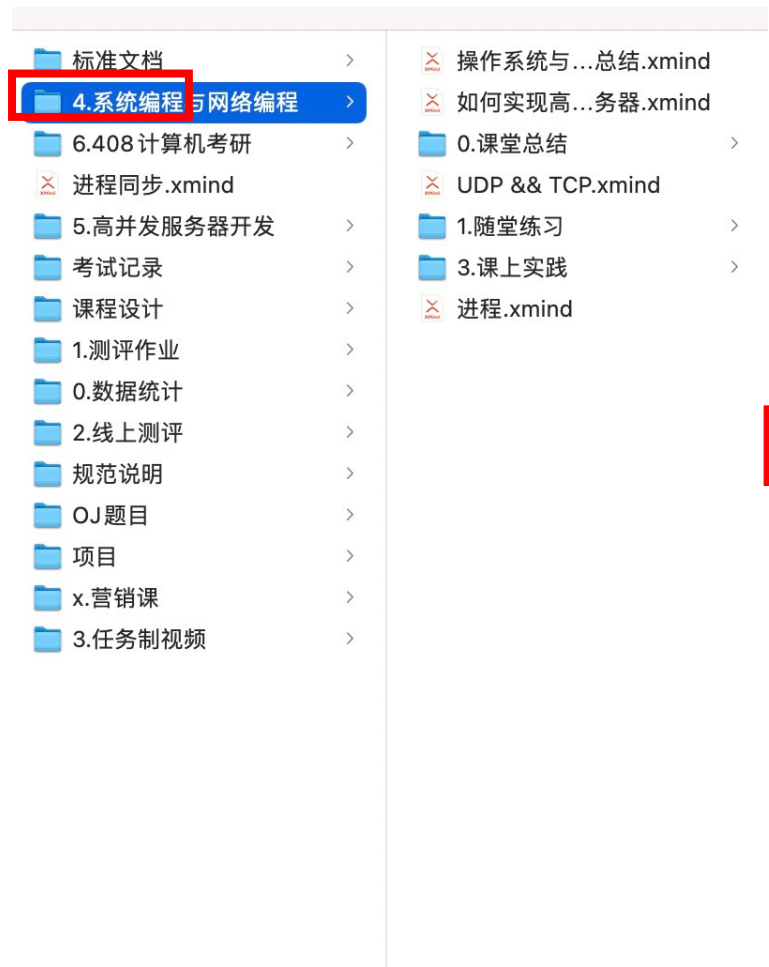 标准文档
4.系统编程与网络编程
6.408计算机考研
进程同步.xmind
5.高并发服务器开发
考试记录
课程设计
1.测评作业
0.数据统计
2.线上测评
规范说明
OJ题目
项目
x.营销课
3.任务制视频
操作系统与…总结.xmind
如何实现高…务器.xmind
0.课堂总结
UDP && TCP.xmind
1.随堂练习
3.课上实践
进程.xmind